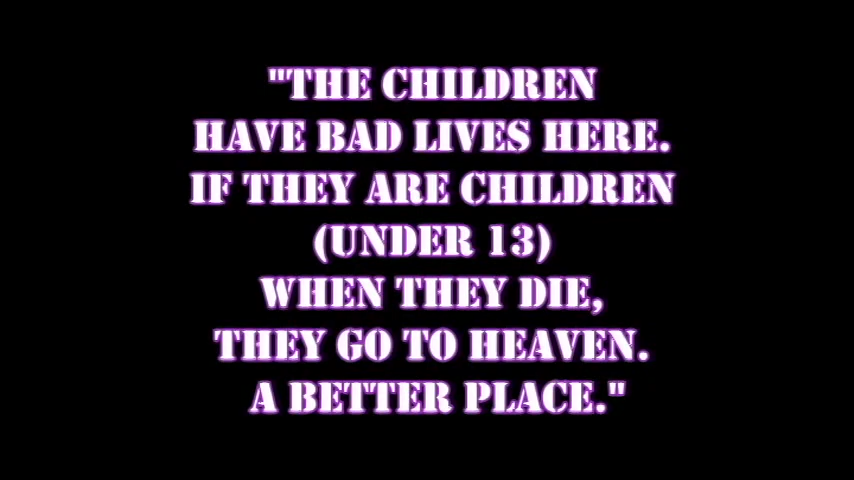 "THE CHILDREN
HAVE BAD LIVES HERE.
IF THEY ARE CHILDREN
(UNDER 13)
WHEN THEY DIE,
THEY GO TO HEAVEN.
A BETTER PLACE."